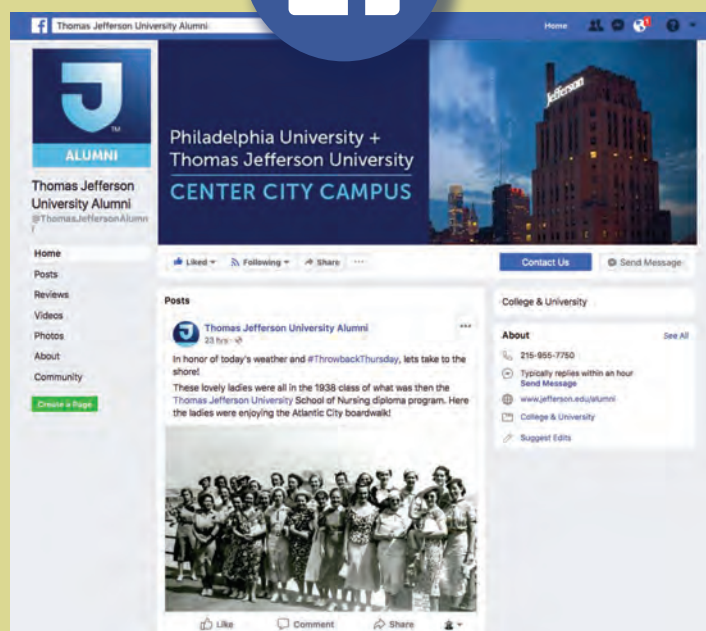 Thomas Jefferson University Alumni
Home
1
ALUMNI
TM
Thomas Jefferson
University Alumni
@ThomasJeffersonAlumn
i
Home
Posts
Reviews
Videos
Photos
About
Community
Create a Page
Philadelphia University +
Thomas Jefferson University
CENTER CITY CAMPUS
Jefferson
Liked
Following
Share
Contact Us
Send Message
Posts
Thomas Jefferson University Alumni
23 hrs
In honor of today's weather and #ThrowbackThursday, lets take to the
shore!
These lovely ladies were all in the 1938 class of what was then the
Thomas Jefferson University School of Nursing diploma program. Here
the ladies were enjoying the Atlantic City boardwalk!
Like
Comment
Share
College & University
About
See All
215-955-7750
Typically replies within an hour
Send Message
www.jefferson.edu/alumni
College & University
Suggest Edits